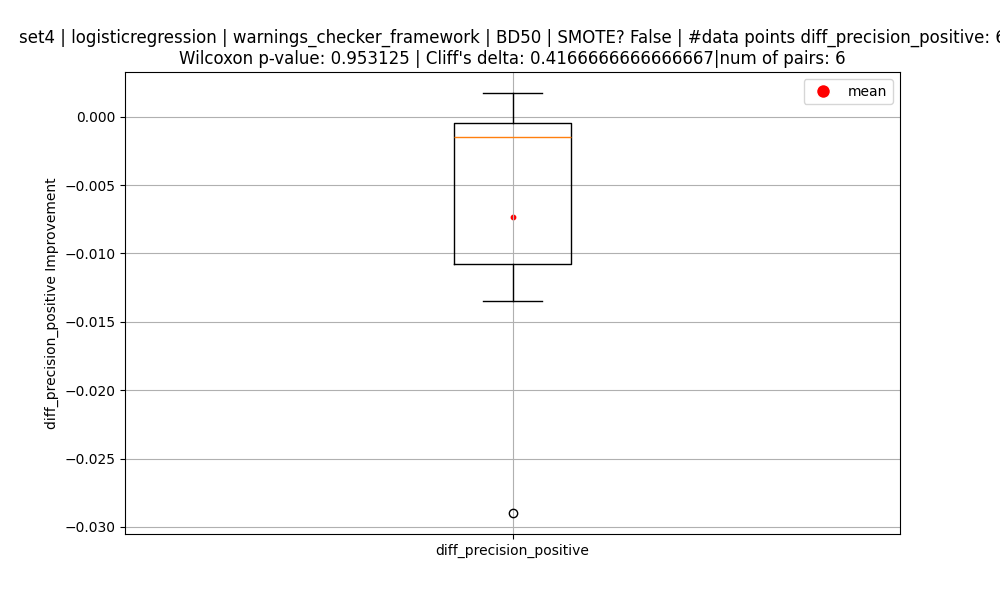 set4 | logisticregression | warnings_checker_framework | BD50 | SMOTE? False | #data points diff_precision_positive: 6
Wilcoxon p-value: 0.953125 | Cliff's delta: 0.4166666666666667|num of pairs: 6
mean
0.000
−0.005
−0.010
−0.015
−0.020
−0.025
−0.030
diff_precision_positive Improvement
diff_precision_positive